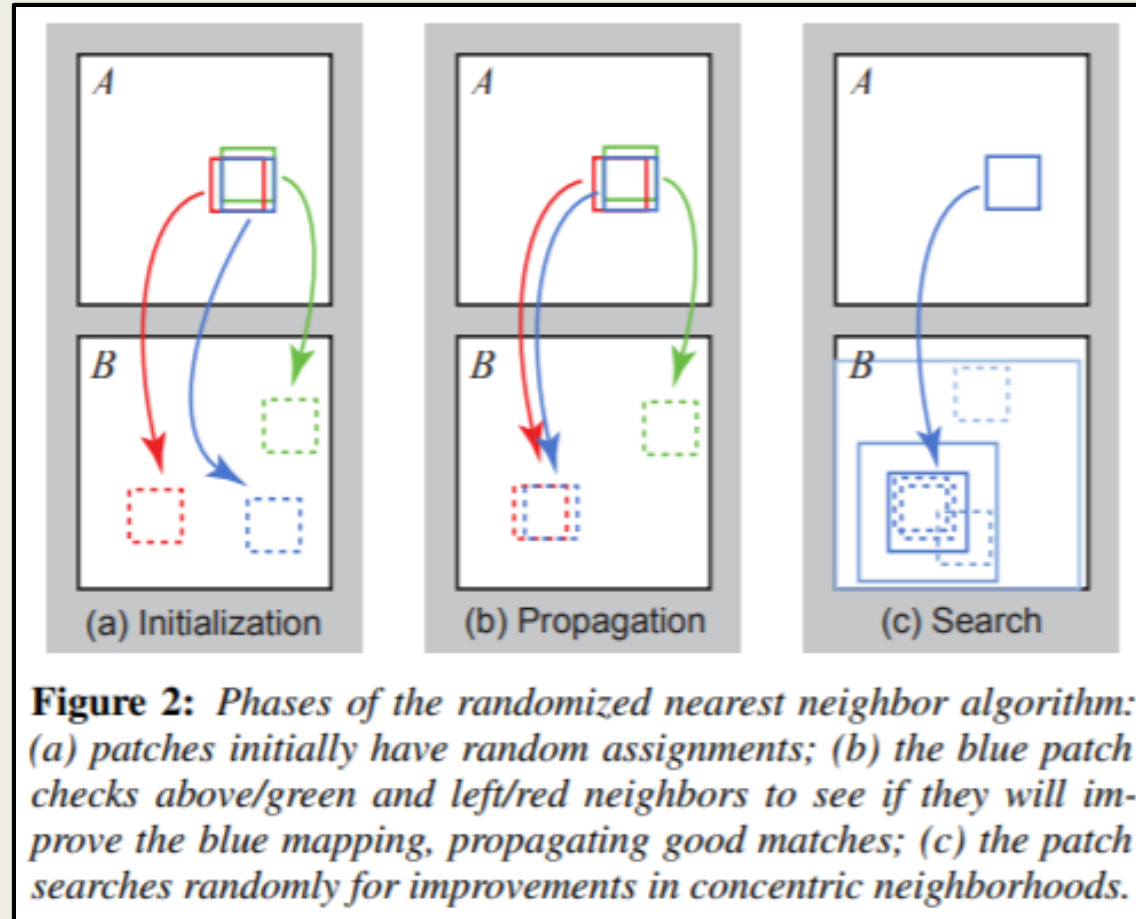 A
A
A
B
B
B
(a) Initialization
(b) Propagation
(c) Search
Figure 2: Phases of the randomized nearest neighbor algorithm:
(a) patches initially have random assignments; (b) the blue patch
checks above/green and left/red neighbors to see if they will im-
prove the blue mapping, propagating good matches; (c) the patch
searches randomly for improvements in concentric neighborhoods.